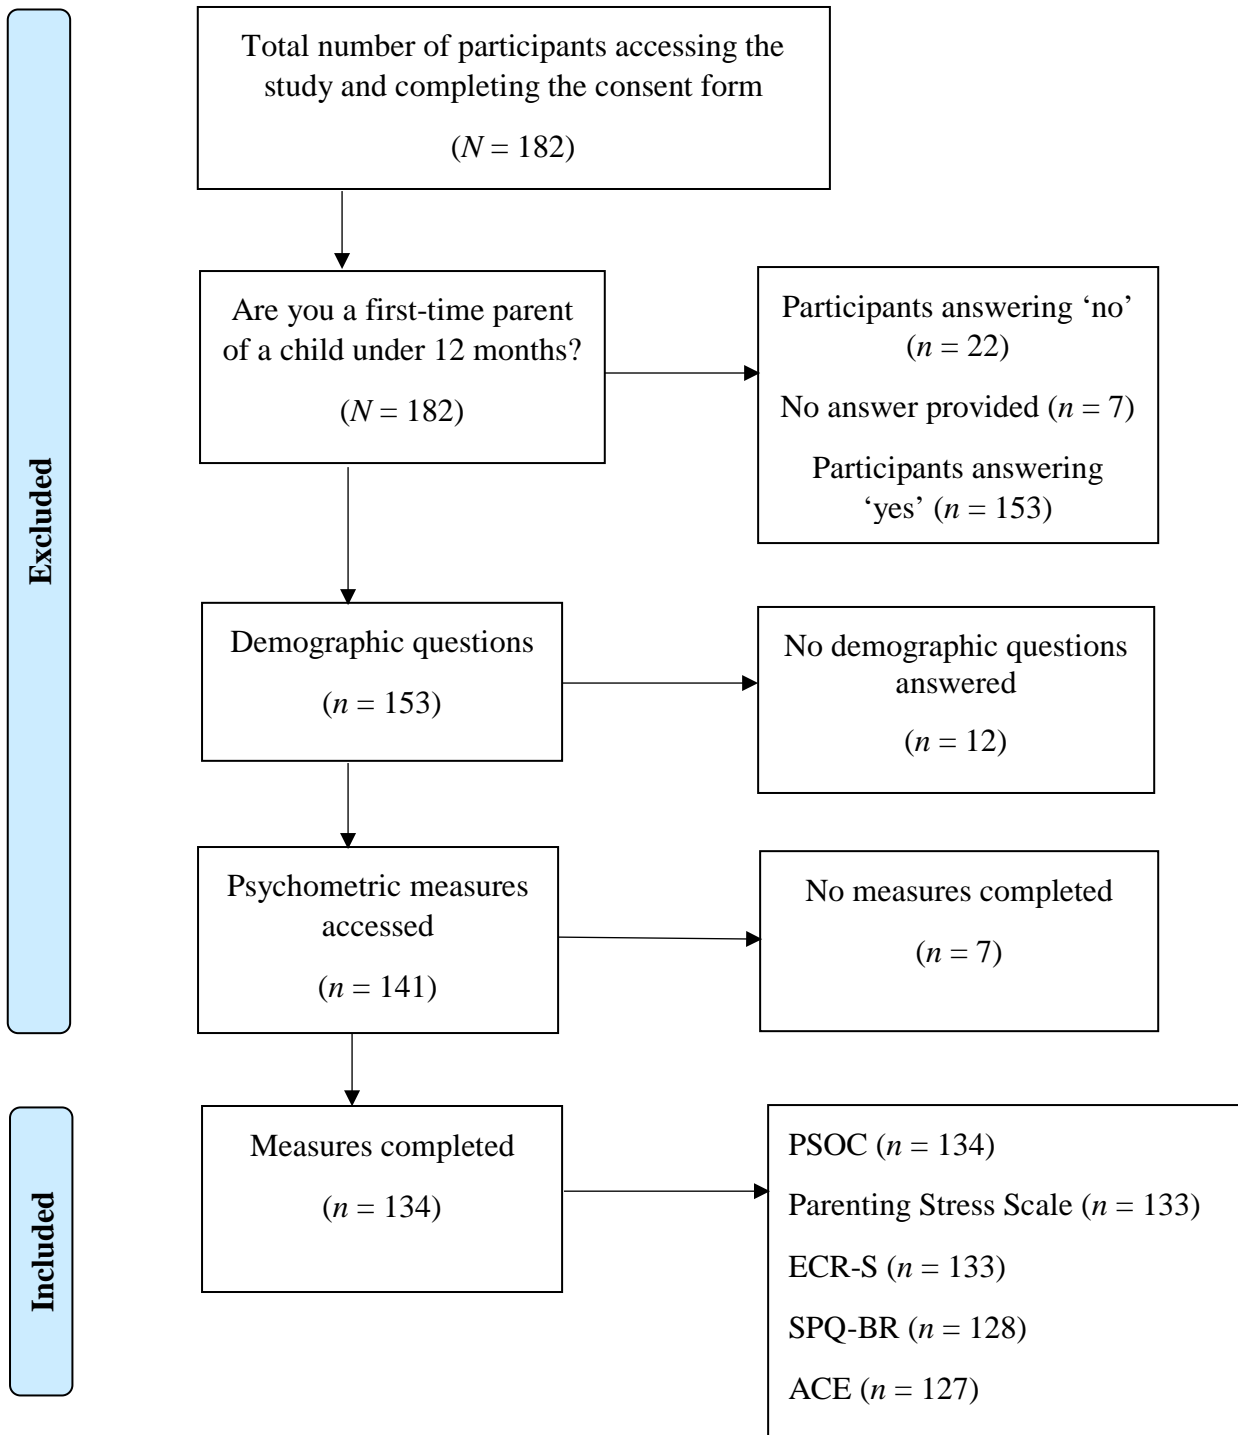 Total number of participants accessing the
study and completing the consent form
(N = 182)
Are you a first-time parent
of a child under 12 months?
(N = 182)
Participants answering ‘no’
(n = 22)
No answer provided (n = 7)
Participants answering
‘yes’ (n = 153)
Excluded
Demographic questions
(n = 153)
No demographic questions
answered
(n = 12)
Psychometric measures
accessed
(n = 141)
No measures completed
(n = 7)
Included
Measures completed
(n = 134)
PSOC (n = 134)
Parenting Stress Scale (n = 133)
ECR-S (n = 133)
SPQ-BR (n = 128)
ACE (n = 127)